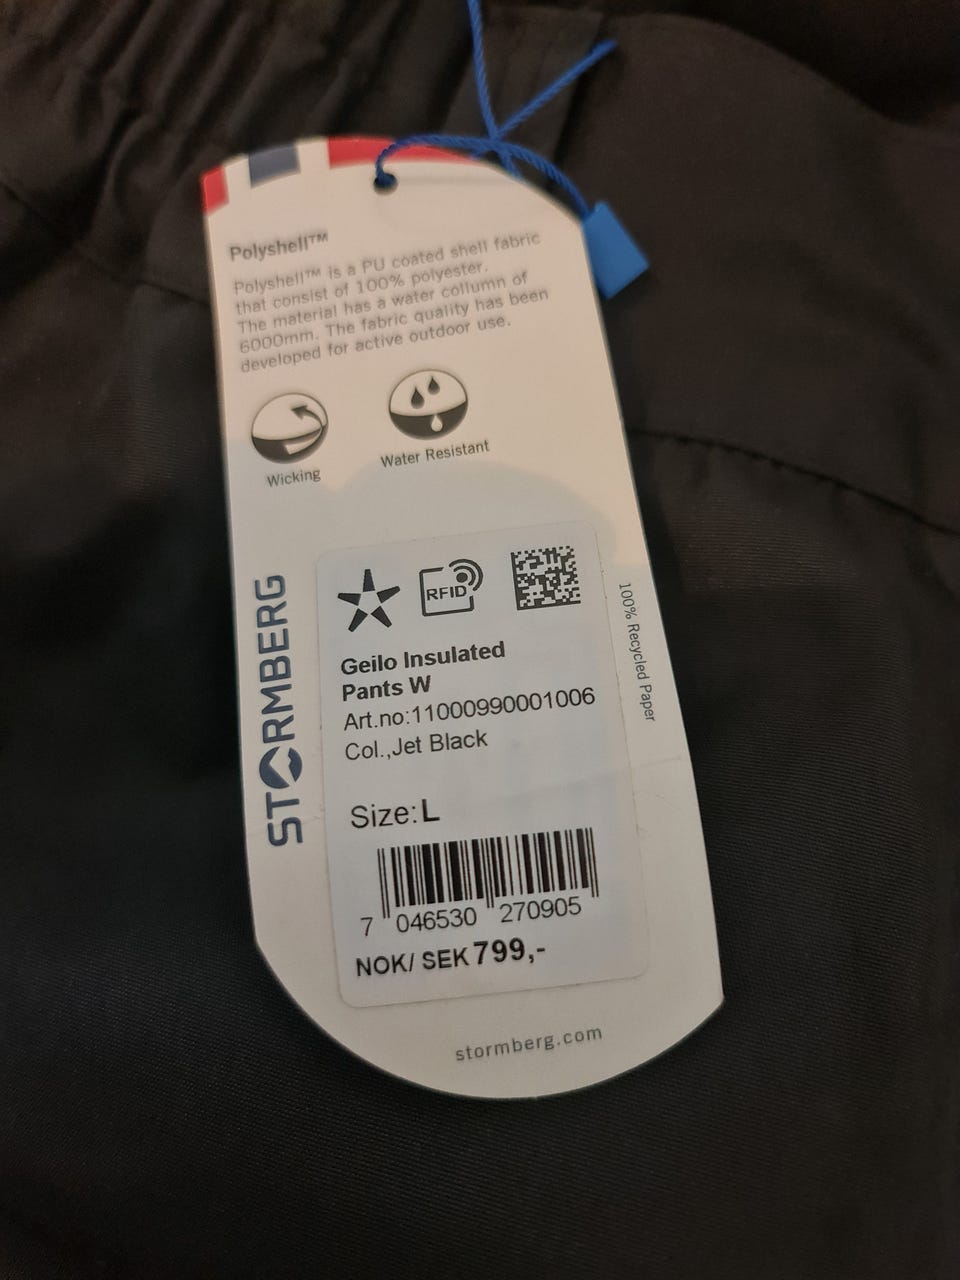 Polyshell™
Polyshell™ is a PU coated shell fabric
that consist of 100% polyester.
The material has a water collumn of
6000mm. The fabric quality has been
developed for active outdoor use.
Wicking
Water Resistant
STORMBERG
RFID
100% Recycled Paper
Geilo Insulated
Pants W
Art.no:11000990001006
Col.,Jet Black
Size:L
7 046530 270905
NOK/ SEK 799,-
stormberg.com